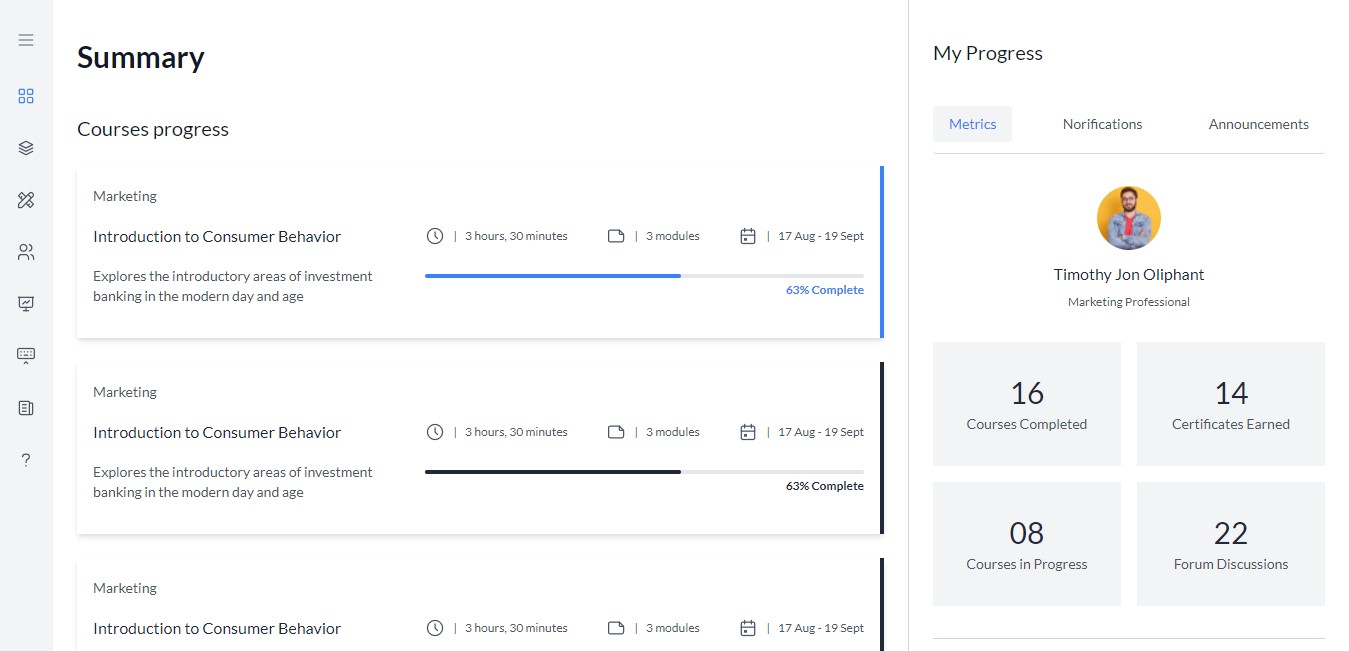 Summary
Courses progress
Marketing
Introduction to Consumer Behavior
| 3 hours, 30 minutes
| 3 modules
| 17 Aug - 19 Sept
Explores the introductory areas of investment
banking in the modern day and age
63% Complete
Marketing
Introduction to Consumer Behavior
| 3 hours, 30 minutes
| 3 modules
| 17 Aug - 19 Sept
Explores the introductory areas of investment
banking in the modern day and age
63% Complete
Marketing
Introduction to Consumer Behavior
| 3 hours, 30 minutes
| 3 modules
| 17 Aug - 19 Sept
My Progress
Metrics
Norifications
Announcements
Timothy Jon Oliphant
Marketing Professional
16
Courses Completed
14
Certificates Earned
08
Courses in Progress
22
Forum Discussions
?